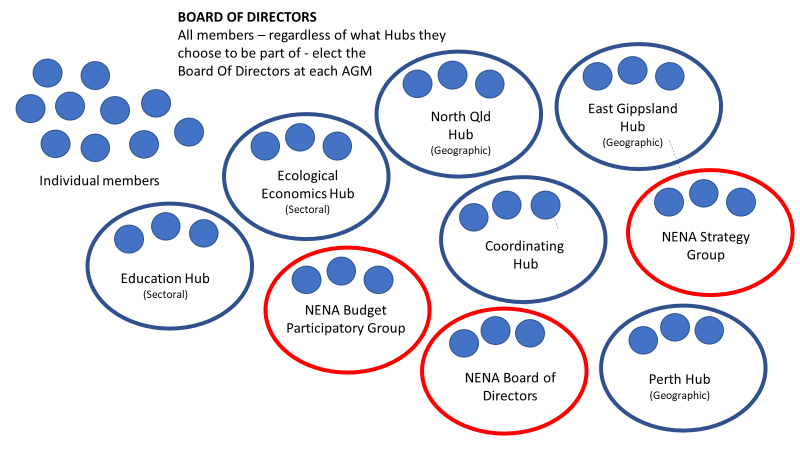 BOARD OF DIRECTORS
All members – regardless of what Hubs they
choose to be part of - elect the
Board Of Directors at each AGM
Individual members
Ecological
Economics Hub
(Sectoral)
North Qld
Hub
(Geographic)
East Gippsland
Hub
(Geographic)
Education Hub
(Sectoral)
NENA Budget
Participatory Group
Coordinating
Hub
NENA Strategy
Group
NENA Board of
Directors
Perth Hub
(Geographic)